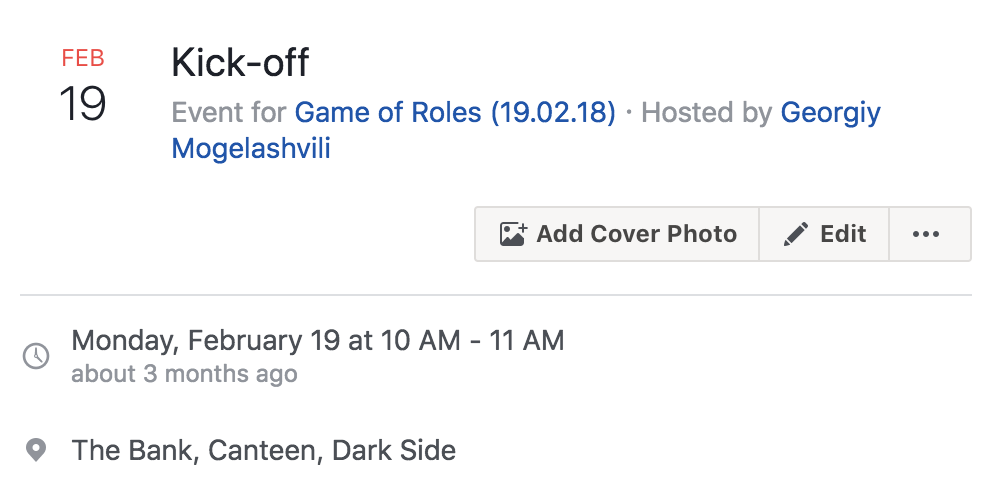 FEB
19
Kick-off
Event for Game of Roles (19.02.18) · Hosted by Georgiy
Mogelashvili
Add Cover Photo
Edit
•••
Monday, February 19 at 10 AM - 11 AM
about 3 months ago
The Bank, Canteen, Dark Side